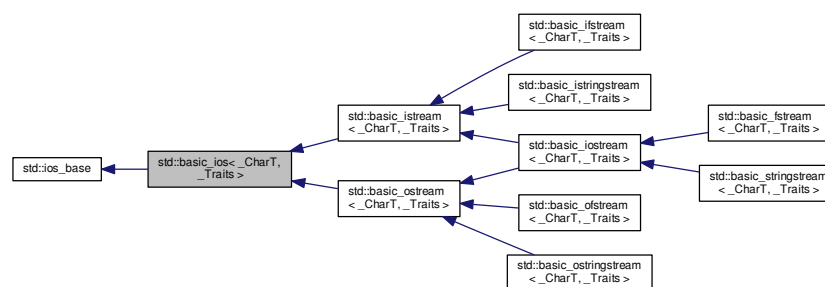 std::ios_base
std::basic_ios< _CharT,
_Traits >
std::basic_istream
< _CharT, _Traits >
std::basic_ostream
< _CharT, _Traits >
std::basic_ifstream
< _CharT, _Traits >
std::basic_istringstream
< _CharT, _Traits >
std::basic_iostream
< _CharT, _Traits >
std::basic_ofstream
< _CharT, _Traits >
std::basic_ostringstream
< _CharT, _Traits >
std::basic_fstream
< _CharT, _Traits >
std::basic_stringstream
< _CharT, _Traits >